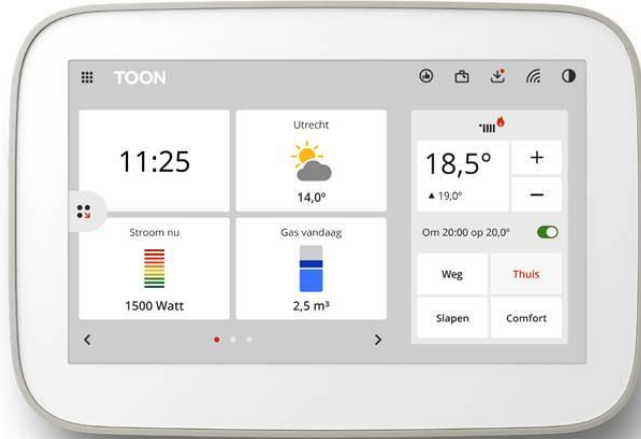 TOON
11:25
Utrecht
14,0°
Stroom nu
1500 Watt
Gas vandaag
2,5 m³
18,5°
+
▲ 19,0°
−
Om 20:00 op 20,0°
Weg
Thuis
Slapen
Comfort